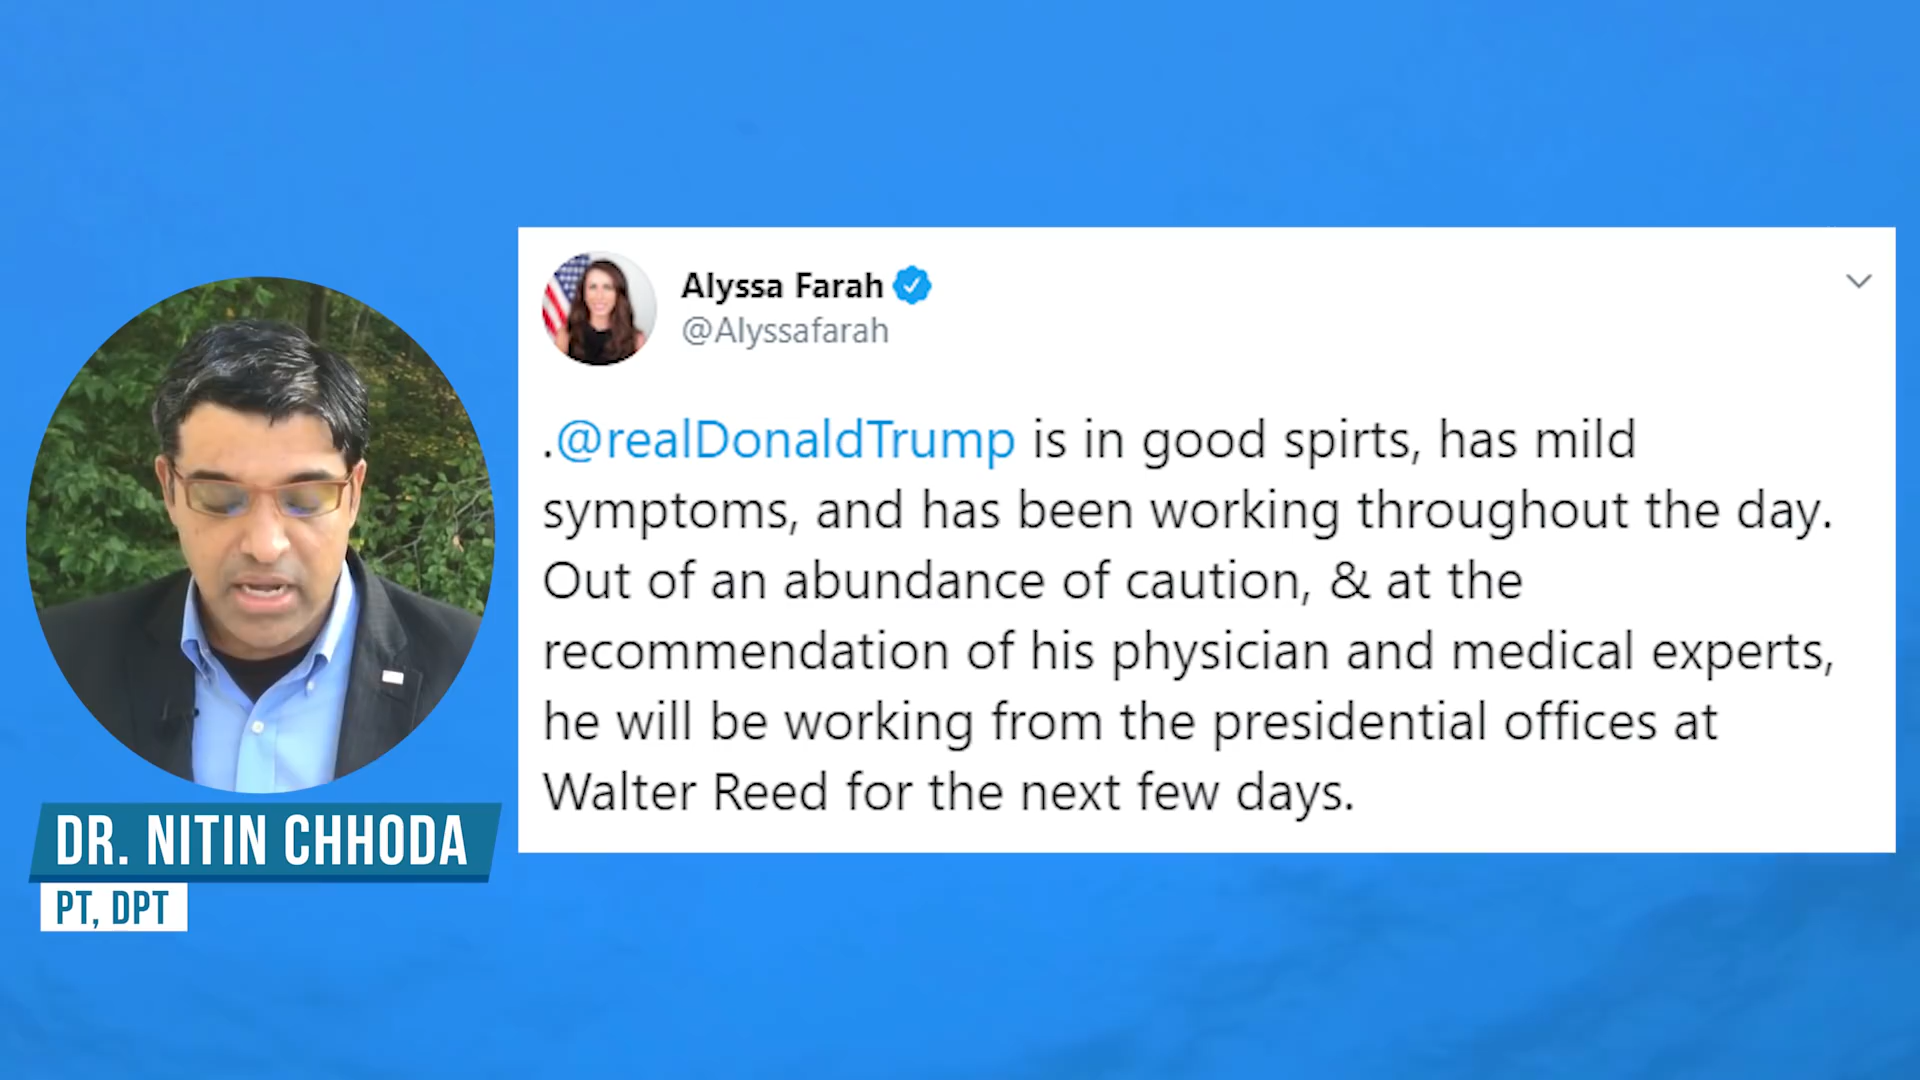 Alyssa Farah
@Alyssafarah
.@realDonaldTrump is in good spirts, has mild
symptoms, and has been working throughout the day.
Out of an abundance of caution, & at the
recommendation of his physician and medical experts,
he will be working from the presidential offices at
Walter Reed for the next few days.
DR. NITIN CHHODA
PT, DPT